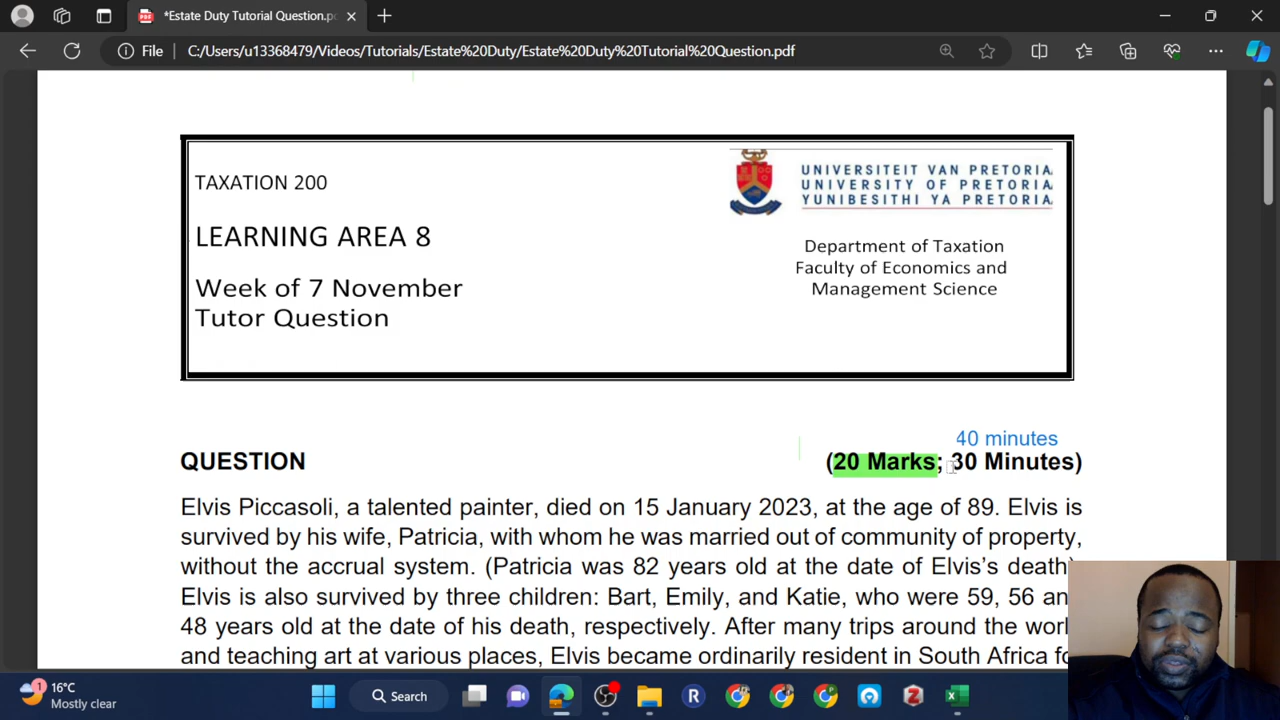 *Estate Duty Tutorial Question.pc
File
C:/Users/u13368479/Videos/Tutorials/Estate%20Duty/Estate%20Duty%20Tutorial%20Question.pdf
TAXATION 200
LEARNING AREA 8
Week of 7 November
Tutor Question
UNIVERSITEIT VAN PRETORIA
UNIVERSITY OF PRETORIA
YUNIBESITHI YA PRETORIA
Department of Taxation
Faculty of Economics and
Management Science
40 minutes
QUESTION (20 Marks; 30 Minutes)
Elvis Piccasoli, a talented painter, died on 15 January 2023, at the age of 89. Elvis is
survived by his wife, Patricia, with whom he was married out of community of property,
without the accrual system. (Patricia was 82 years old at the date of Elvis's death)
Elvis is also survived by three children: Bart, Emily, and Katie, who were 59, 56 an
48 years old at the date of his death, respectively. After many trips around the worl
and teaching art at various places, Elvis became ordinarily resident in South Africa fo
1
16°C
Mostly clear
Search
R
Z